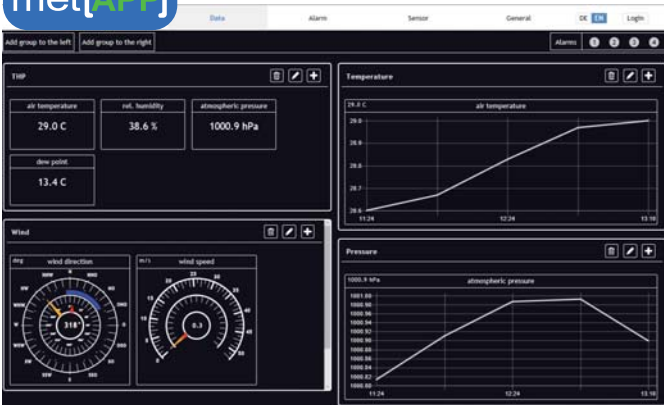 met[APP]
Data Alarm Sensor General DE EN Login
Add group to the left Add group to the right Alarms 1 2 3 4
THP
air temperature rel. humidity atmospheric pressure
29.0 C 38.6 % 1000.9 hPa
dew point
13.4 C
Wind
deg wind direction
318°
m/s wind speed
0.3
Temperature
29.0 C air temperature
29.0
28.9
28.8
28.7
28.6
11:24 12:24 13:10
Pressure
1000.9 hPa atmospheric pressure
1001.00
1000.98
1000.96
1000.94
1000.92
1000.90
1000.88
1000.86
1000.84
1000.82
1000.80
11:24 12:24 13:10